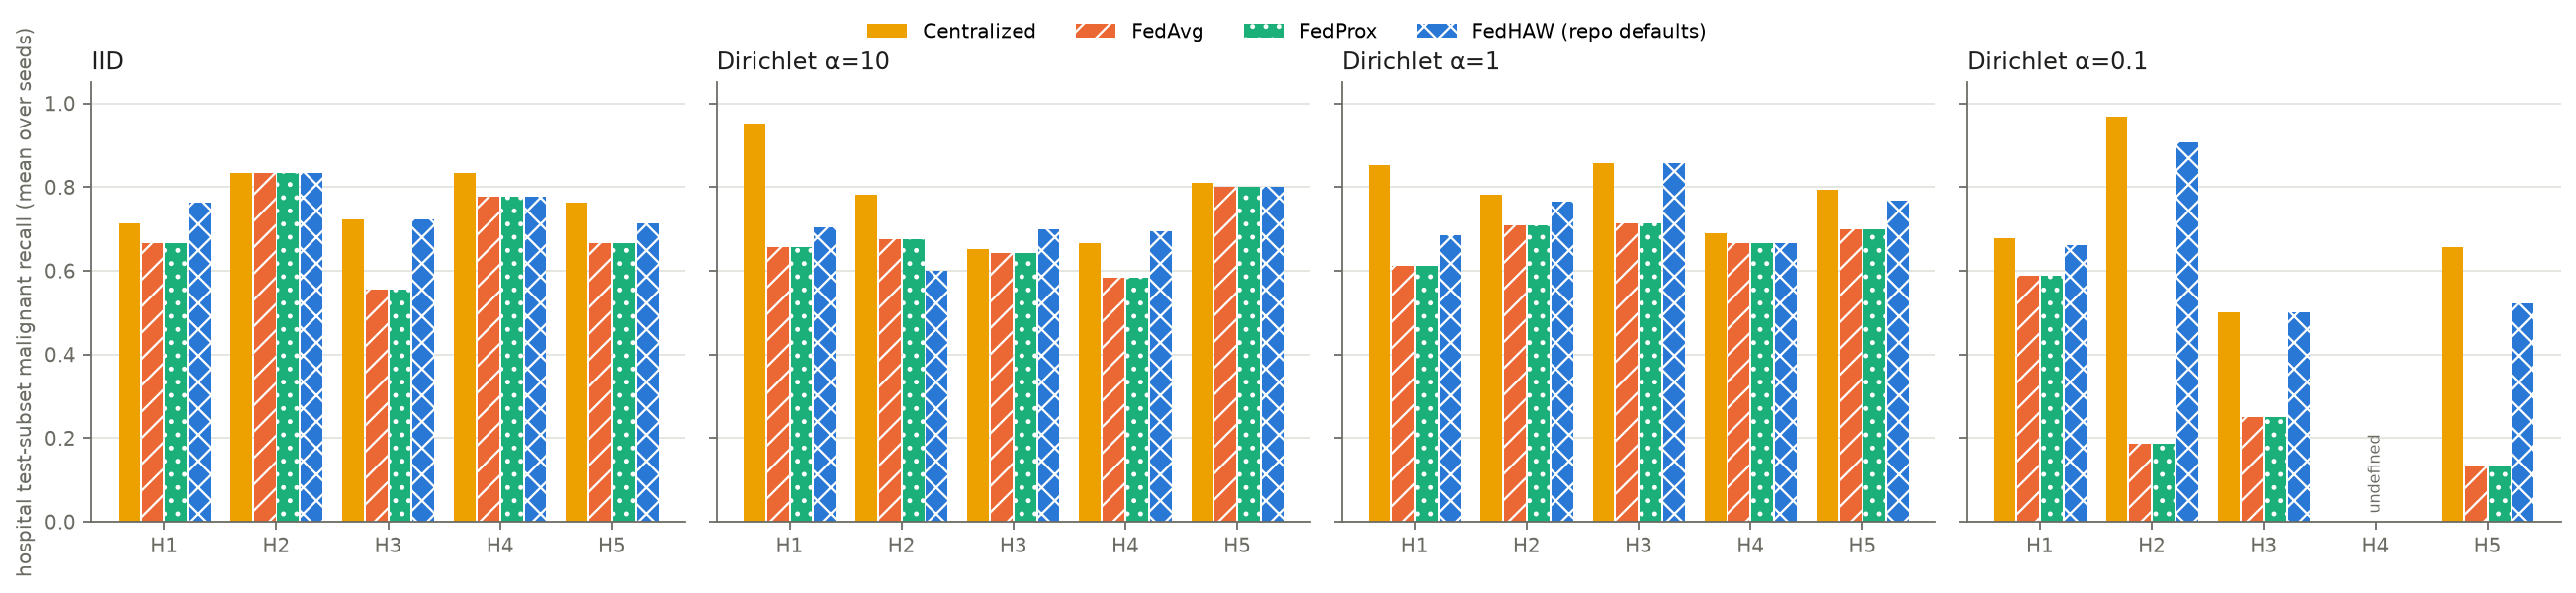 Centralized FedAvg FedProx FedHAW (repo defaults)
hospital test-subset malignant recall (mean over seeds)
IID
Dirichlet α=10
Dirichlet α=1
Dirichlet α=0.1
1.0
0.8
0.6
0.4
0.2
0.0
undefined
H1 H2 H3 H4 H5
H1 H2 H3 H4 H5
H1 H2 H3 H4 H5
H1 H2 H3 H4 H5